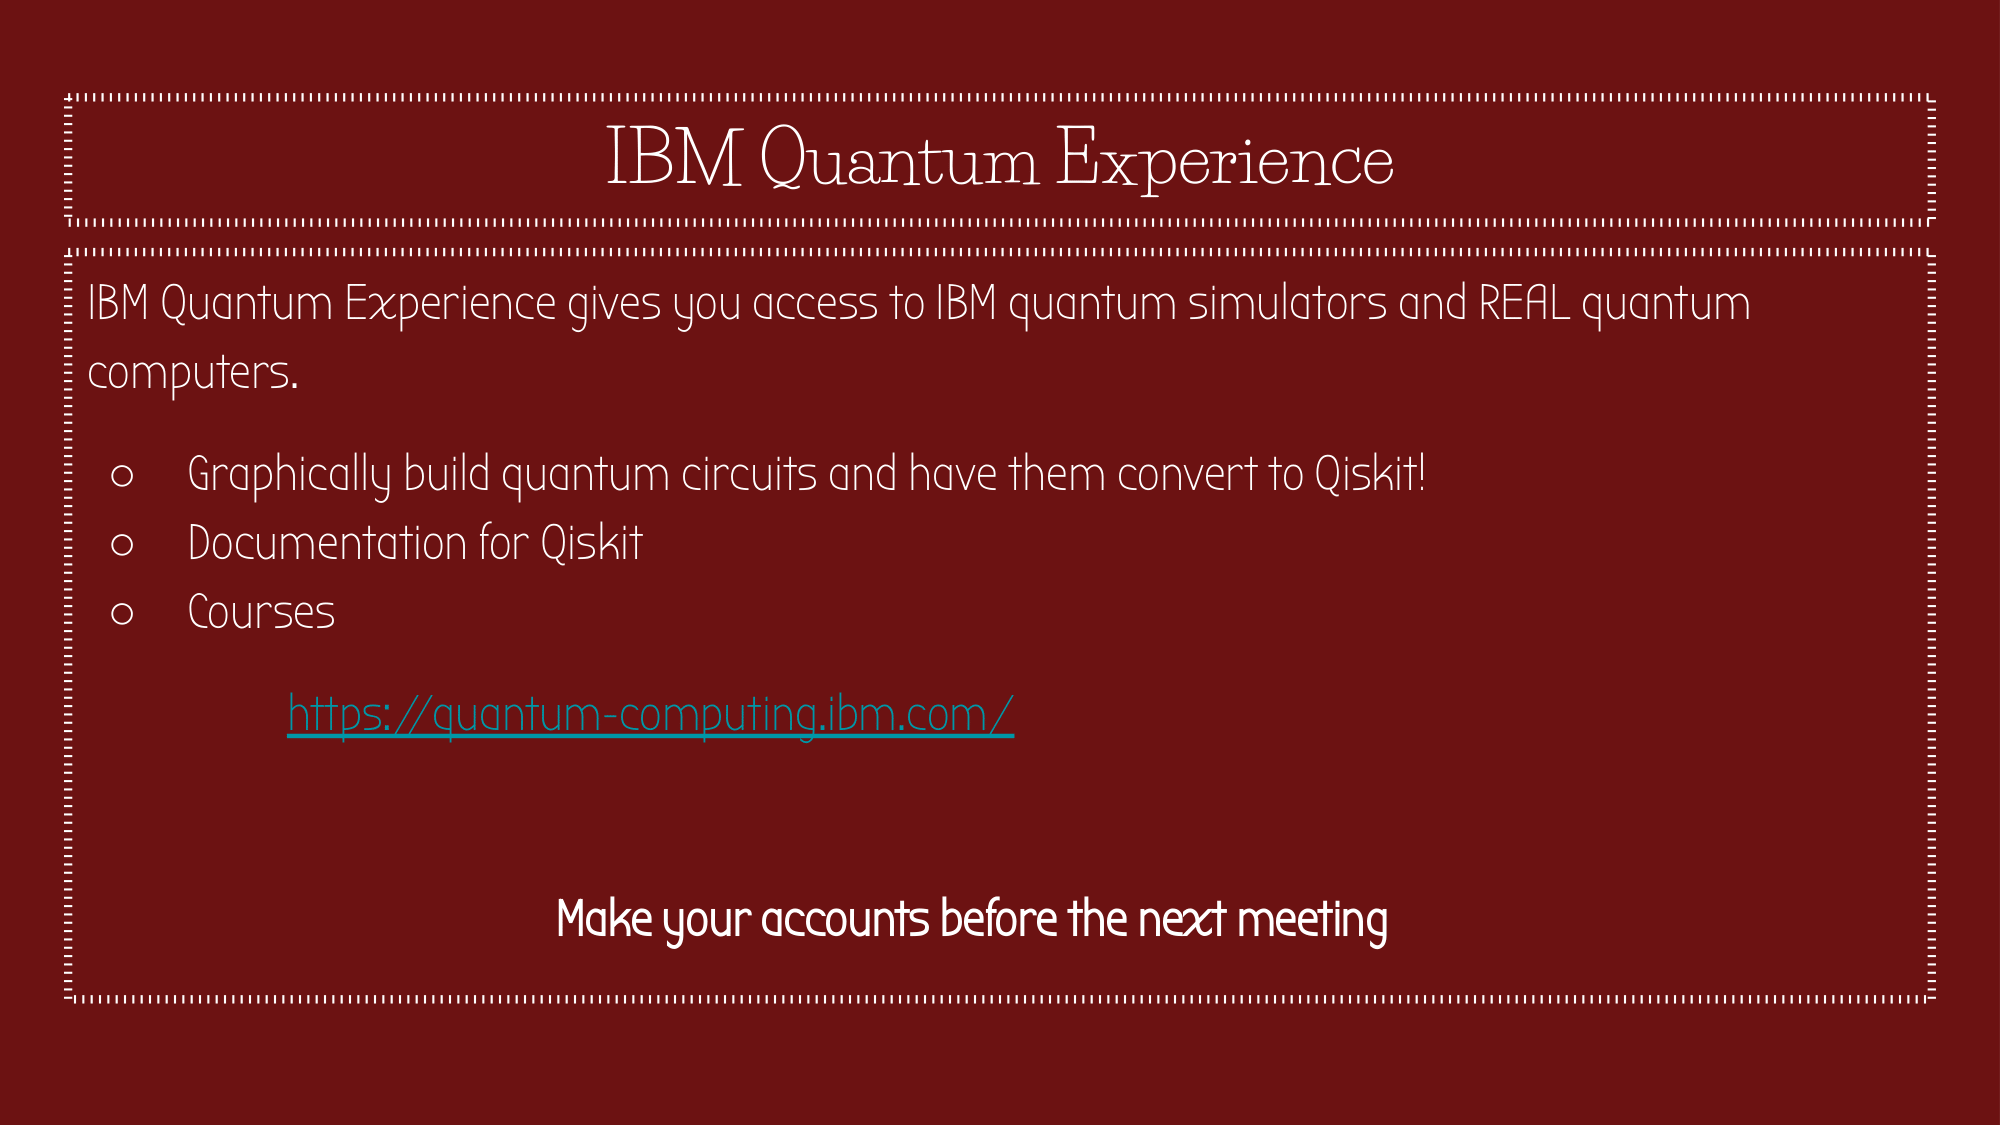 IBM Quantum Experience
IBM Quantum Experience gives you access to IBM quantum simulators and REAL quantum
computers.
○ Graphically build quantum circuits and have them convert to Qiskit!
○ Documentation for Qiskit
○ Courses
https://quantum-computing.ibm.com/
Make your accounts before the next meeting